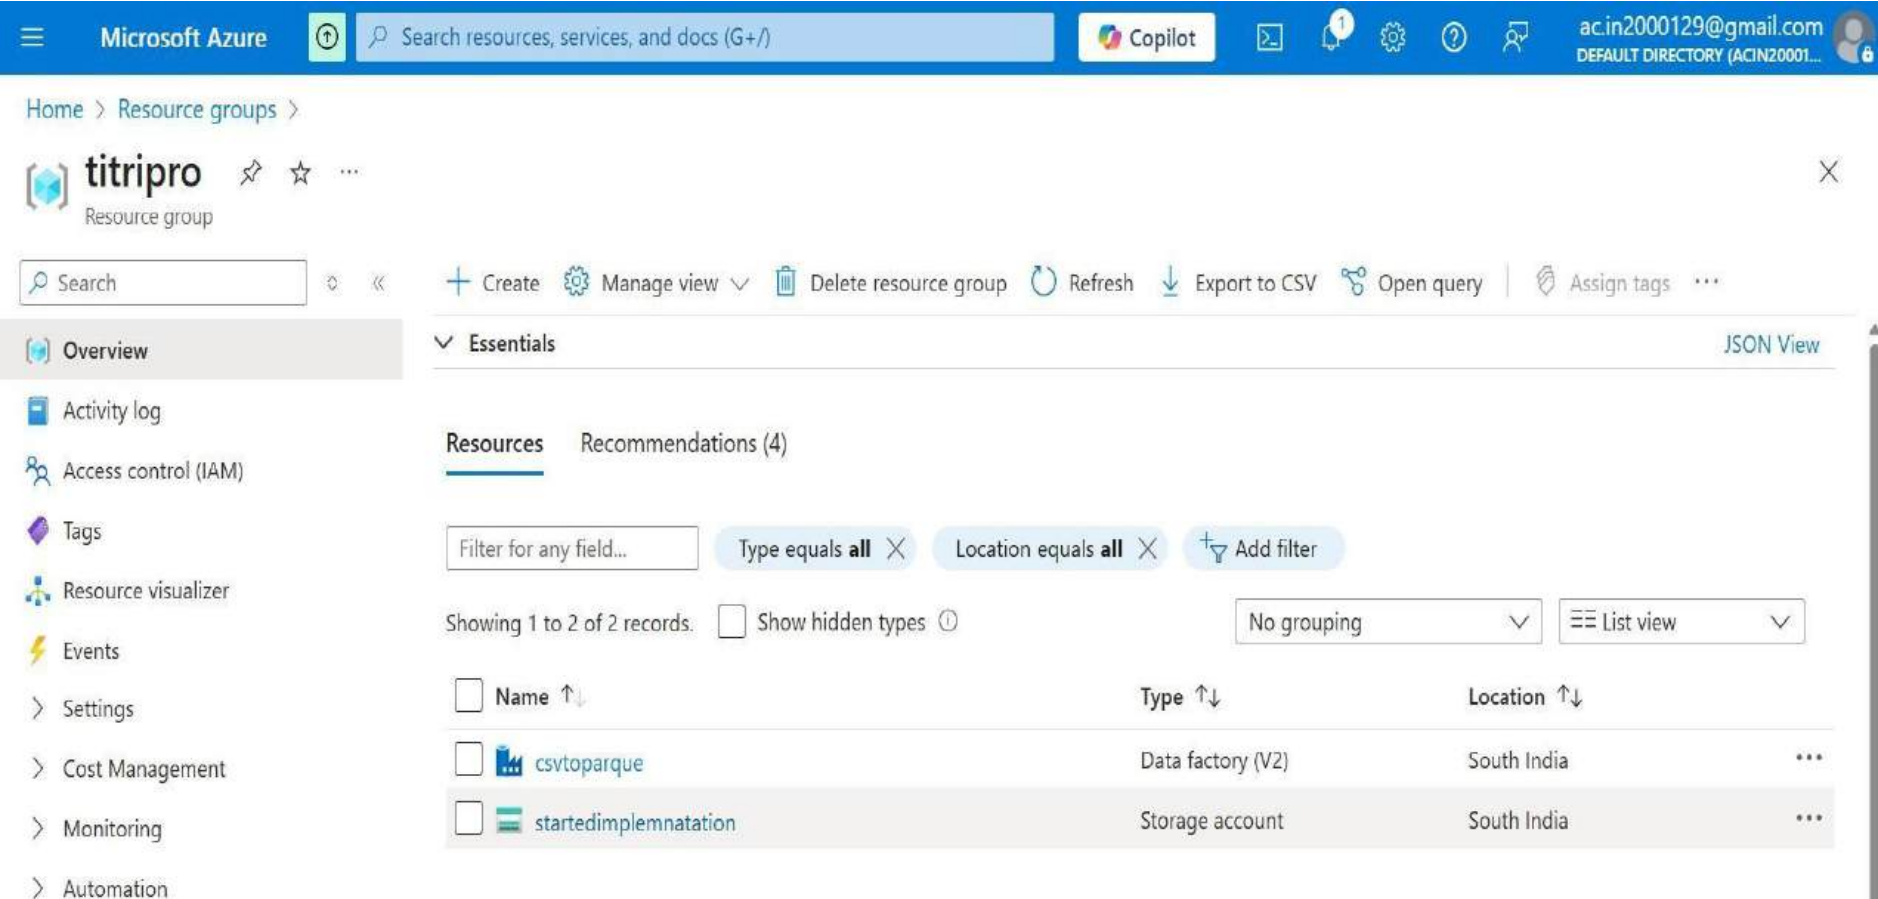 Microsoft Azure
Search resources, services, and docs (G+/)
Copilot
1
ac.in2000129@gmail.com
DEFAULT DIRECTORY (ACIN20001...
Home > Resource groups >
titripro
Resource group
Search
Create
Manage view
Delete resource group
Refresh
Export to CSV
Open query
Assign tags
Overview
Essentials
JSON View
Activity log
Access control (IAM)
Tags
Resource visualizer
Events
Settings
Cost Management
Monitoring
Automation
Resources
Recommendations (4)
Filter for any field...
Type equals all
Location equals all
Add filter
Showing 1 to 2 of 2 records.
Show hidden types
No grouping
List view
Name
Type
Location
csvtoparque
Data factory (V2)
South India
startedimplemnatation
Storage account
South India